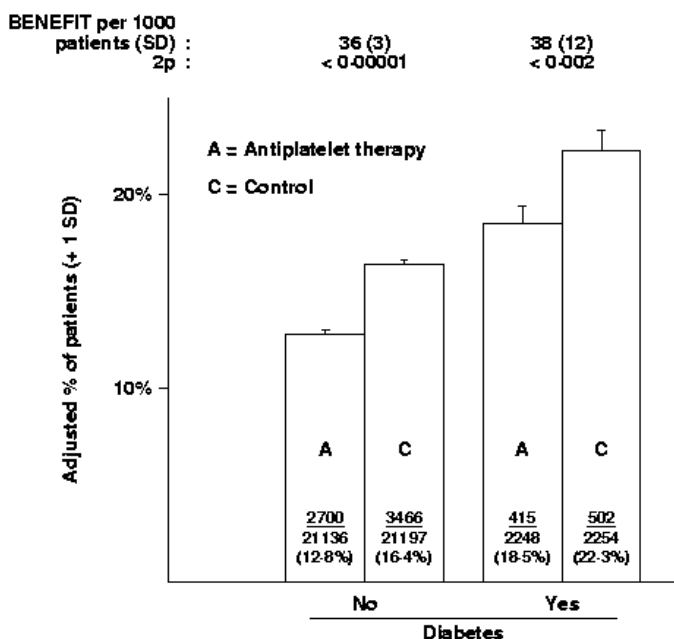 BENEFIT per 1000
patients (SD) : 36 (3) 38 (12)
2p : < 0·00001 < 0·002
A = Antiplatelet therapy
C = Control
20%
10%
Adjusted % of patients (+ 1 SD)
A C A C
2700 3466 415 502
21136 21197 2248 2254
(12·8%) (16·4%) (18·5%) (22·3%)
No Yes
Diabetes